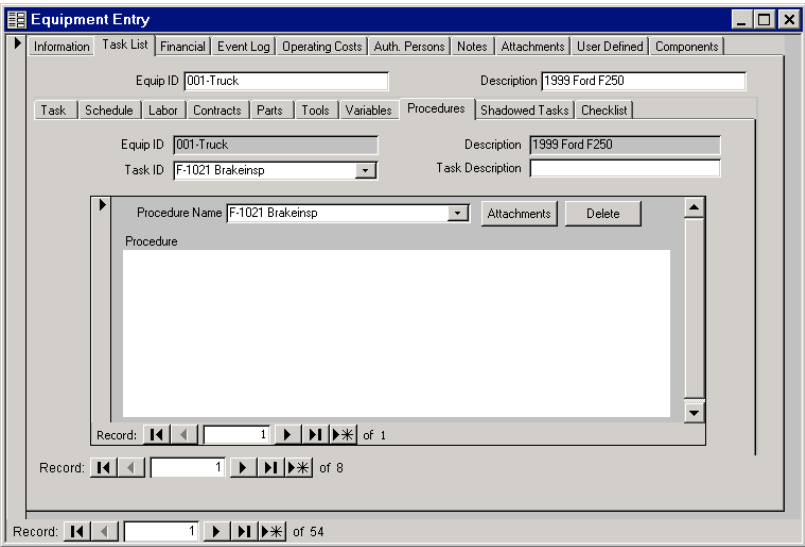 Equipment Entry
Information Task List Financial Event Log Operating Costs Auth. Persons Notes Attachments User Defined Components
Equip ID 001-Truck Description 1999 Ford F250
Task Schedule Labor Contracts Parts Tools Variables Procedures Shadowed Tasks Checklist
Equip ID 001-Truck Description 1999 Ford F250
Task ID F-1021 Brakeinsp Task Description
Procedure Name F-1021 Brakeinsp Attachments Delete
Procedure
Record: 1 of 1
Record: 1 of 8
Record: 1 of 54